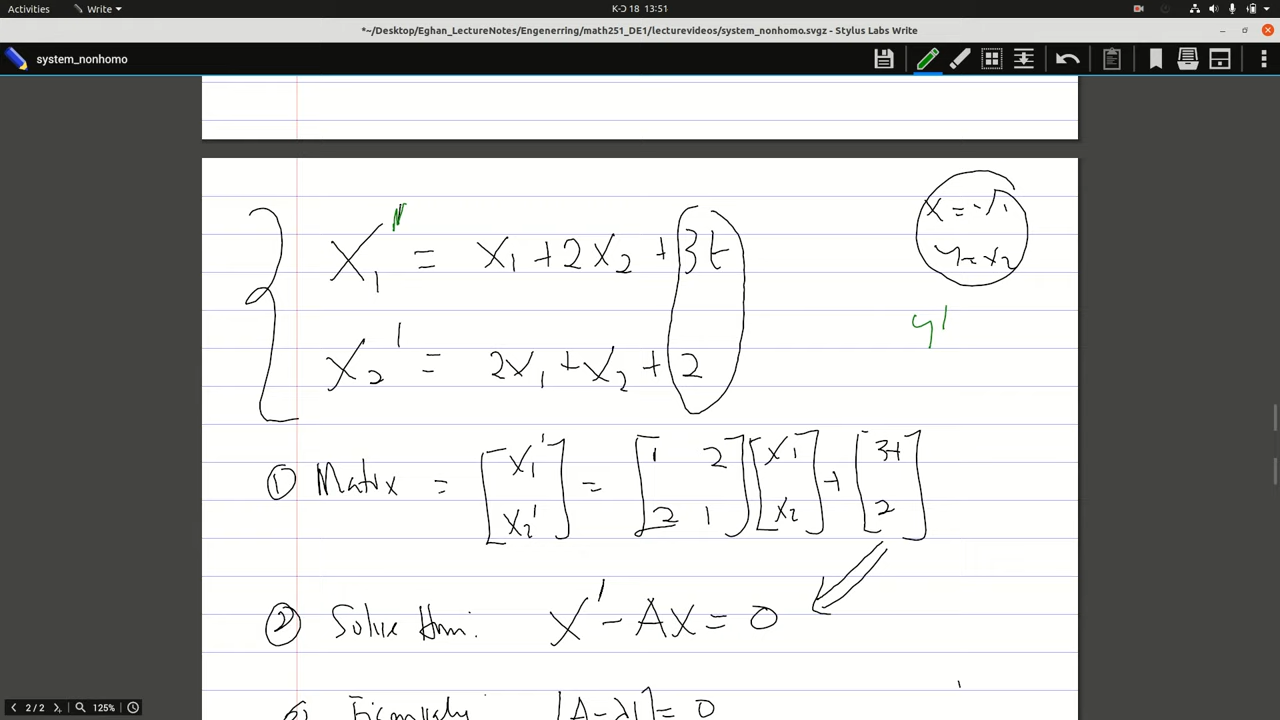 Activities Write К-Ͻ 18 13:51
*~/Desktop/Eghan_LectureNotes/Engenerring/math251_DE1/lecturevideos/system_nonhomo.svgz - Stylus Labs Write
system_nonhomo
X₁' = x₁ + 2x₂ + 3t
x = x₁
y = x₂
y'
X₂' = 2x₁ + x₂ + 2
① Matrix = [x₁' x₂'] = [1 2 2 1] [x₁ x₂] + [3t 2]
② Solve Hom: X' - AX = 0
|A - λI| = 0
2/2 125%